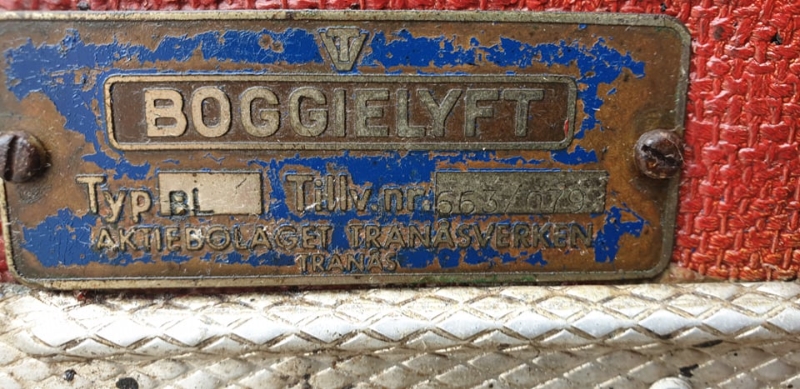 T
BOGGIELYFT
Typ BL Tillv. nr.
AKTIEBOLAGET TRANÅSVERKEN
TRANÅS